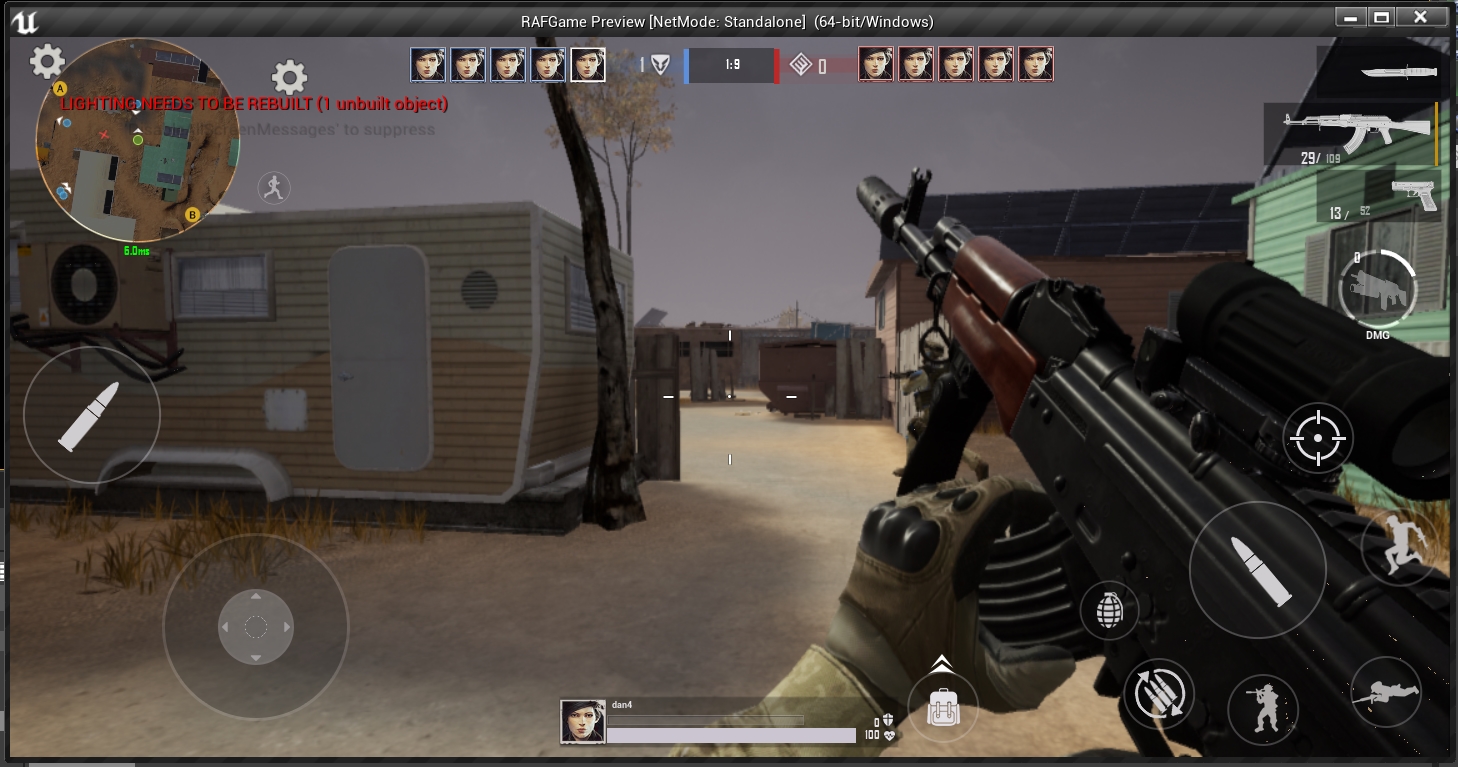 RAFGame Preview [NetMode: Standalone] (64-bit/Windows)
1 1:9 0
A
LIGHTING NEEDS TO BE REBUILT (1 unbuilt object)
ScreenMessages' to suppress
29/ 109
B
13 / 52
6.0ms
0
DMG
dan4
0
100